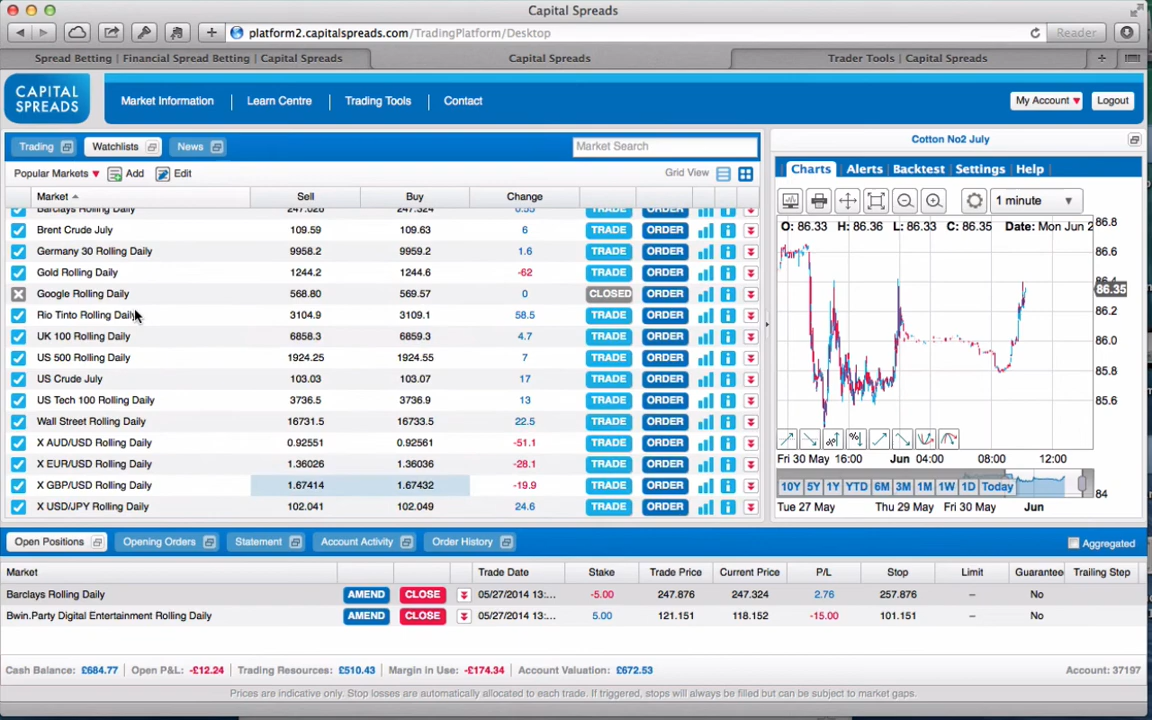 Capital Spreads
platform2.capitalspreads.com/TradingPlatform/Desktop
Reader
Spread Betting | Financial Spread Betting | Capital Spreads
Capital Spreads
Trader Tools | Capital Spreads
CAPITAL SPREADS
Market Information
Learn Centre
Trading Tools
Contact
My Account
Logout
Trading
Watchlists
News
Market Search
Popular Markets
Add
Edit
Grid View
Market Sell Buy Change
Barclays Rolling Daily 247.026 247.324 0.55 TRADE ORDER
Brent Crude July 109.59 109.63 6 TRADE ORDER
Germany 30 Rolling Daily 9958.2 9959.2 1.6 TRADE ORDER
Gold Rolling Daily 1244.2 1244.6 -62 TRADE ORDER
Google Rolling Daily 568.80 569.57 0 CLOSED ORDER
Rio Tinto Rolling Daily 3104.9 3109.1 58.5 TRADE ORDER
UK 100 Rolling Daily 6858.3 6859.3 4.7 TRADE ORDER
US 500 Rolling Daily 1924.25 1924.55 7 TRADE ORDER
US Crude July 103.03 103.07 17 TRADE ORDER
US Tech 100 Rolling Daily 3736.5 3736.9 13 TRADE ORDER
Wall Street Rolling Daily 16731.5 16733.5 22.5 TRADE ORDER
X AUD/USD Rolling Daily 0.92551 0.92561 -51.1 TRADE ORDER
X EUR/USD Rolling Daily 1.36026 1.36036 -28.1 TRADE ORDER
X GBP/USD Rolling Daily 1.67414 1.67432 -19.9 TRADE ORDER
X USD/JPY Rolling Daily 102.041 102.049 24.6 TRADE ORDER
Cotton No2 July
Charts Alerts Backtest Settings Help
1 minute
O: 86.33 H: 86.36 L: 86.33 C: 86.35 Date: Mon Jun 2
86.8
86.6
86.4
86.35
86.2
86.0
85.8
85.6
Fri 30 May 16:00 Jun 04:00 08:00 12:00
10Y 5Y 1Y YTD 6M 3M 1M 1W 1D Today
84
Tue 27 May Thu 29 May Fri 30 May Jun
Open Positions
Opening Orders
Statement
Account Activity
Order History
Aggregated
Market Trade Date Stake Trade Price Current Price P/L Stop Limit Guarantee Trailing Step
Barclays Rolling Daily AMEND CLOSE 05/27/2014 13:... -5.00 247.876 247.324 2.76 257.876 – No
Bwin.Party Digital Entertainment Rolling Daily AMEND CLOSE 05/27/2014 13:... 5.00 121.151 118.152 -15.00 101.151 – No
Cash Balance: £684.77 | Open P&L: -£12.24 | Trading Resources: £510.43 | Margin in Use: -£174.34 | Account Valuation: £672.53 Account: 37197
Prices are indicative only. Stop losses are automatically allocated to each trade. If triggered, stops will always be filled but can be subject to market gaps.